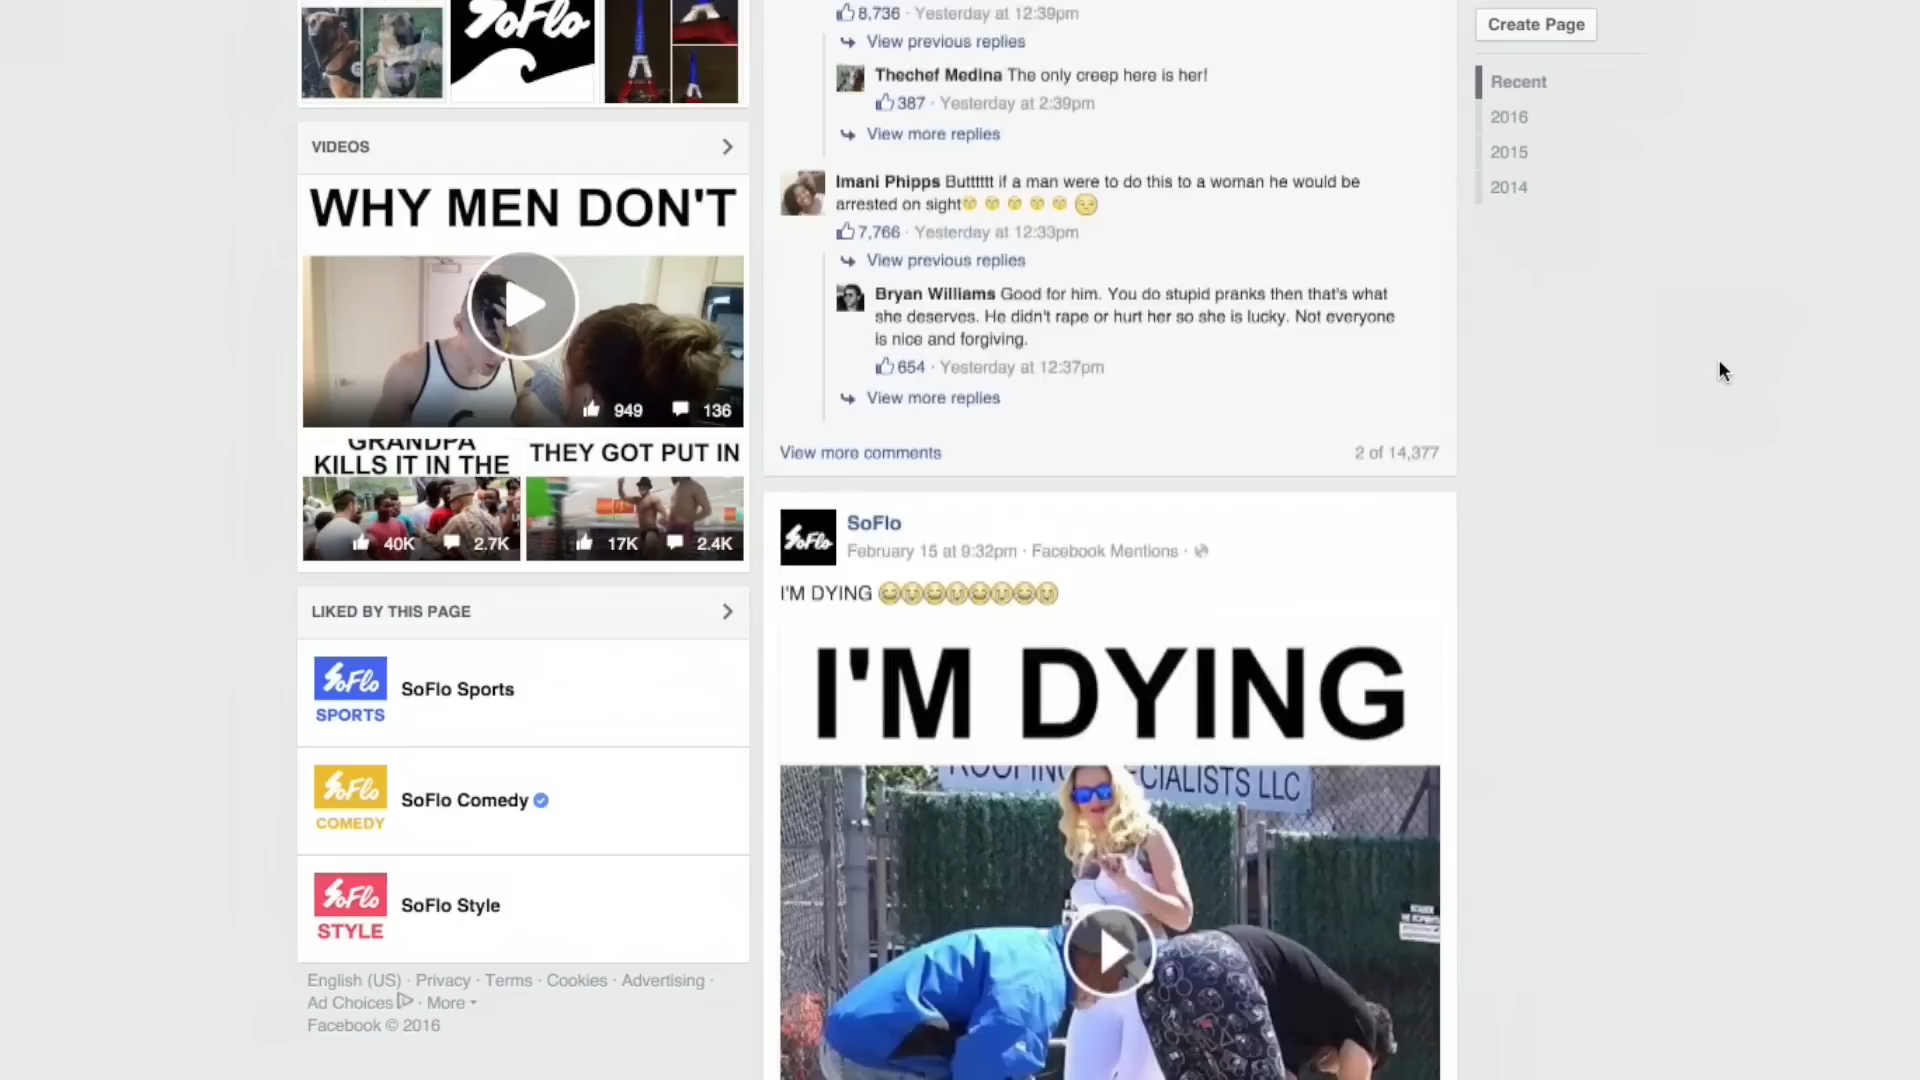 SoFlo
VIDEOS
WHY MEN DON'T
949 136
GRANDPA
KILLS IT IN THE
40K 2.7K
THEY GOT PUT IN
17K 2.4K
LIKED BY THIS PAGE
SoFlo
SPORTS
SoFlo Sports
SoFlo
COMEDY
SoFlo Comedy
SoFlo
STYLE
SoFlo Style
English (US) · Privacy · Terms · Cookies · Advertising ·
Ad Choices · More
Facebook © 2016
8,736 · Yesterday at 12:39pm
View previous replies
Thechef Medina The only creep here is her!
387 · Yesterday at 2:39pm
View more replies
Imani Phipps Butttttt if a man were to do this to a woman he would be
arrested on sight
7,766 · Yesterday at 12:33pm
View previous replies
Bryan Williams Good for him. You do stupid pranks then that's what
she deserves. He didn't rape or hurt her so she is lucky. Not everyone
is nice and forgiving.
654 · Yesterday at 12:37pm
View more replies
View more comments
2 of 14,377
SoFlo
SoFlo
February 15 at 9:32pm · Facebook Mentions ·
I'M DYING
I'M DYING
ROOFING SPECIALISTS LLC
Create Page
Recent
2016
2015
2014